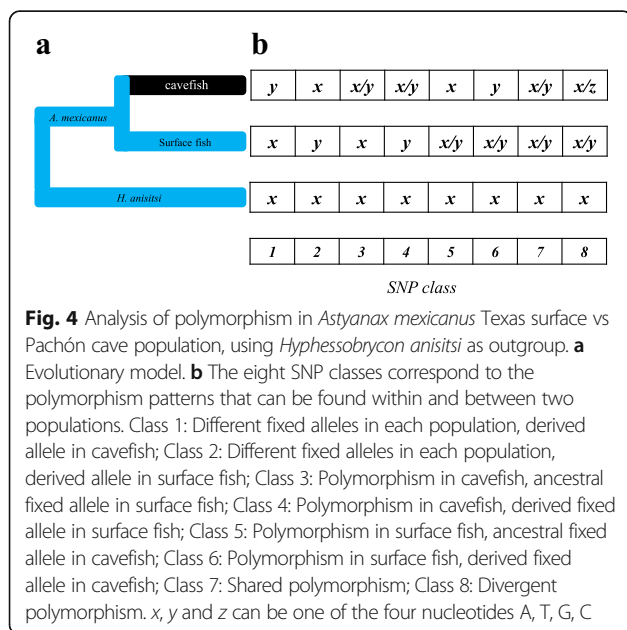 a
b
cavefish
y x x/y x/y x y x/y x/z
A. mexicanus
Surface fish
x y x y x/y x/y x/y x/y
H. anisitsi
x x x x x x x x
1 2 3 4 5 6 7 8
SNP class
Fig. 4 Analysis of polymorphism in Astyanax mexicanus Texas surface vs
Pachón cave population, using Hyphessobrycon anisitsi as outgroup. a
Evolutionary model. b The eight SNP classes correspond to the
polymorphism patterns that can be found within and between two
populations. Class 1: Different fixed alleles in each population, derived
allele in cavefish; Class 2: Different fixed alleles in each population,
derived allele in surface fish; Class 3: Polymorphism in cavefish, ancestral
fixed allele in surface fish; Class 4: Polymorphism in cavefish, derived fixed
allele in surface fish; Class 5: Polymorphism in surface fish, ancestral fixed
allele in cavefish; Class 6: Polymorphism in surface fish, derived fixed
allele in cavefish; Class 7: Shared polymorphism; Class 8: Divergent
polymorphism. x, y and z can be one of the four nucleotides A, T, G, C